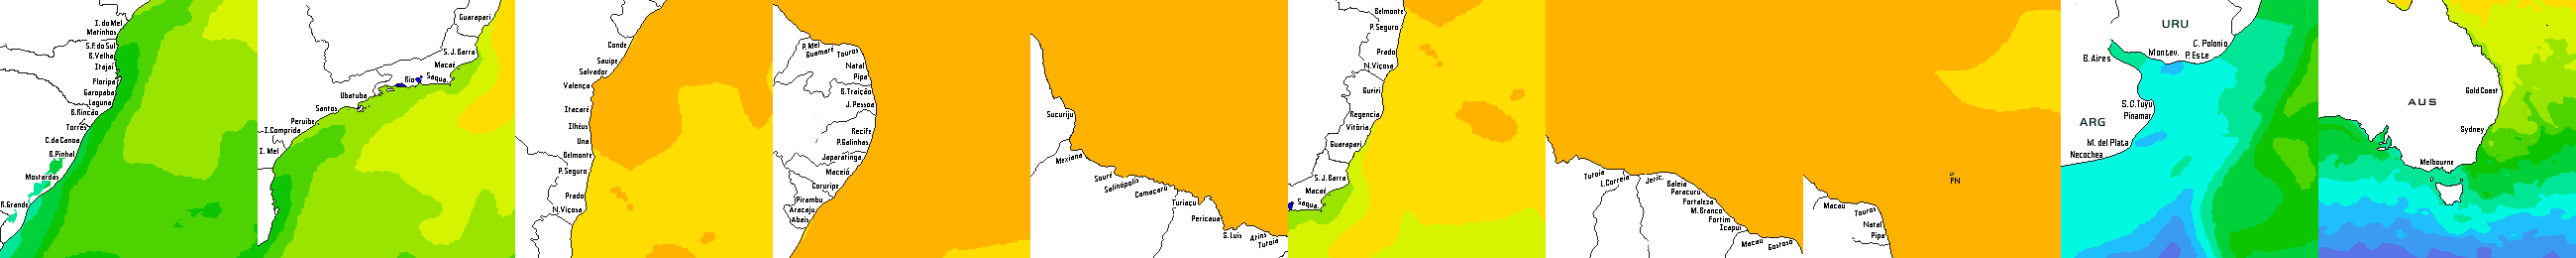 I. do Mel
Matinhos
S.F. do Sul
B.Velha
Itajaí
Floripa
Garopaba
Laguna
B.Rincão
Torres
C.da Canoa
B.Pinhal
Mostardas
R.Grande
Guarapari
S.J.Barra
Macaé
Rio
Saqua.
Ubatuba
Santos
Peruibe
I.Comprida
I. Mel
Conde
Sauipe
Salvador
Valença
Itacaré
Ilhéus
Una
Belmonte
P.Seguro
Prado
N.Viçosa
P. Mel
Guamaré
Touros
Natal
Pipa
B.Traição
J.Pessoa
Recife
P.Galinhas
Japaratinga
Maceió
Coruripe
Pirambu
Aracaju
Abaís
Sucuriju
Mexiana
Souré
Salinópolis
Camacaru
Turiaçu
Pericaua
S.Luís
Atins
Tutoia
Belmonte
P.Seguro
Prado
N.Viçosa
Guriri
Regencia
Vitória
Guarapari
S.J.Barra
Macaé
Saqua.
Tutoia
L.Correia
Jeric.
Baleia
Paracuru
Fortaleza
M.Branco
Fortim
Icapuí
Macau
Gostoso
FN
Macau
Touros
Natal
Pipa
URU
Montev.
C. Polonio
P.Este
B.Aires
S.C.Tuyu
Pinamar
ARG
M. del Plata
Necochea
AUS
Gold Coast
Sydney
Melbourne